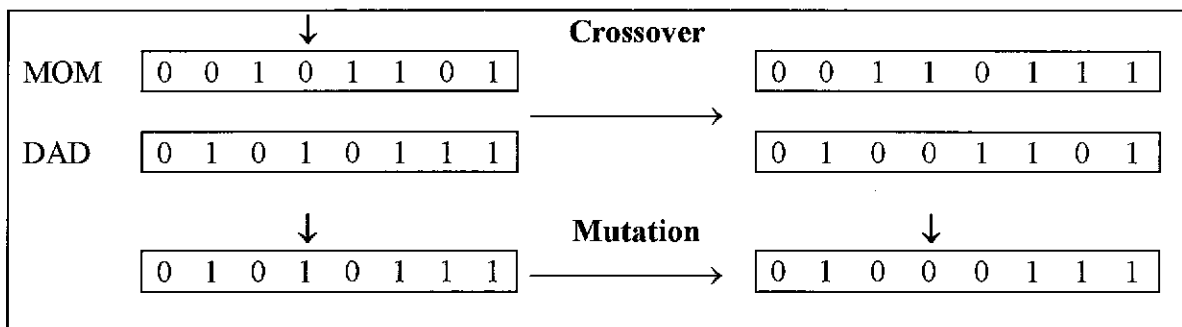 ↓ Crossover
MOM 0 0 1 0 1 1 0 1 0 0 1 1 0 1 1 1
DAD 0 1 0 1 0 1 1 1 0 1 0 0 1 1 0 1
↓ Mutation ↓
0 1 0 1 0 1 1 1 0 1 0 0 0 1 1 1